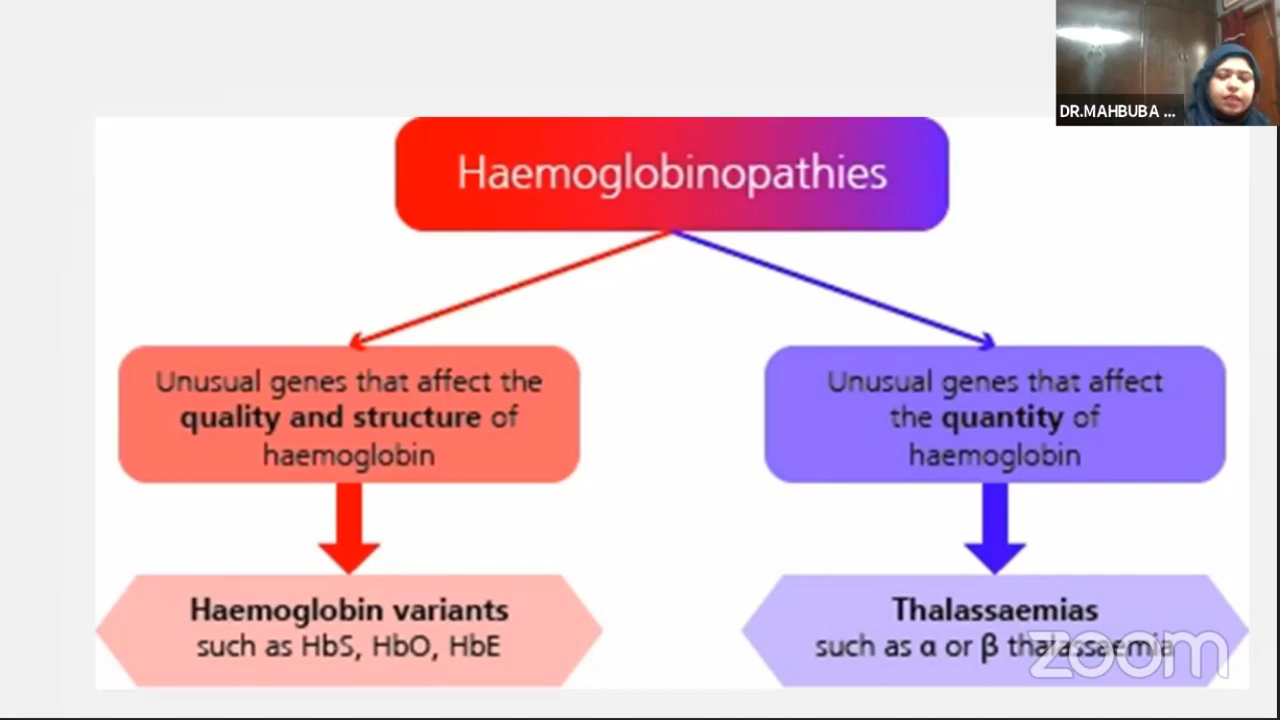 DR.MAHBUBA ...
Haemoglobinopathies
Unusual genes that affect the
quality and structure of
haemoglobin
Unusual genes that affect
the quantity of
haemoglobin
Haemoglobin variants
such as HbS, HbO, HbE
Thalassaemias
such as α or β thalassaemia
zoom